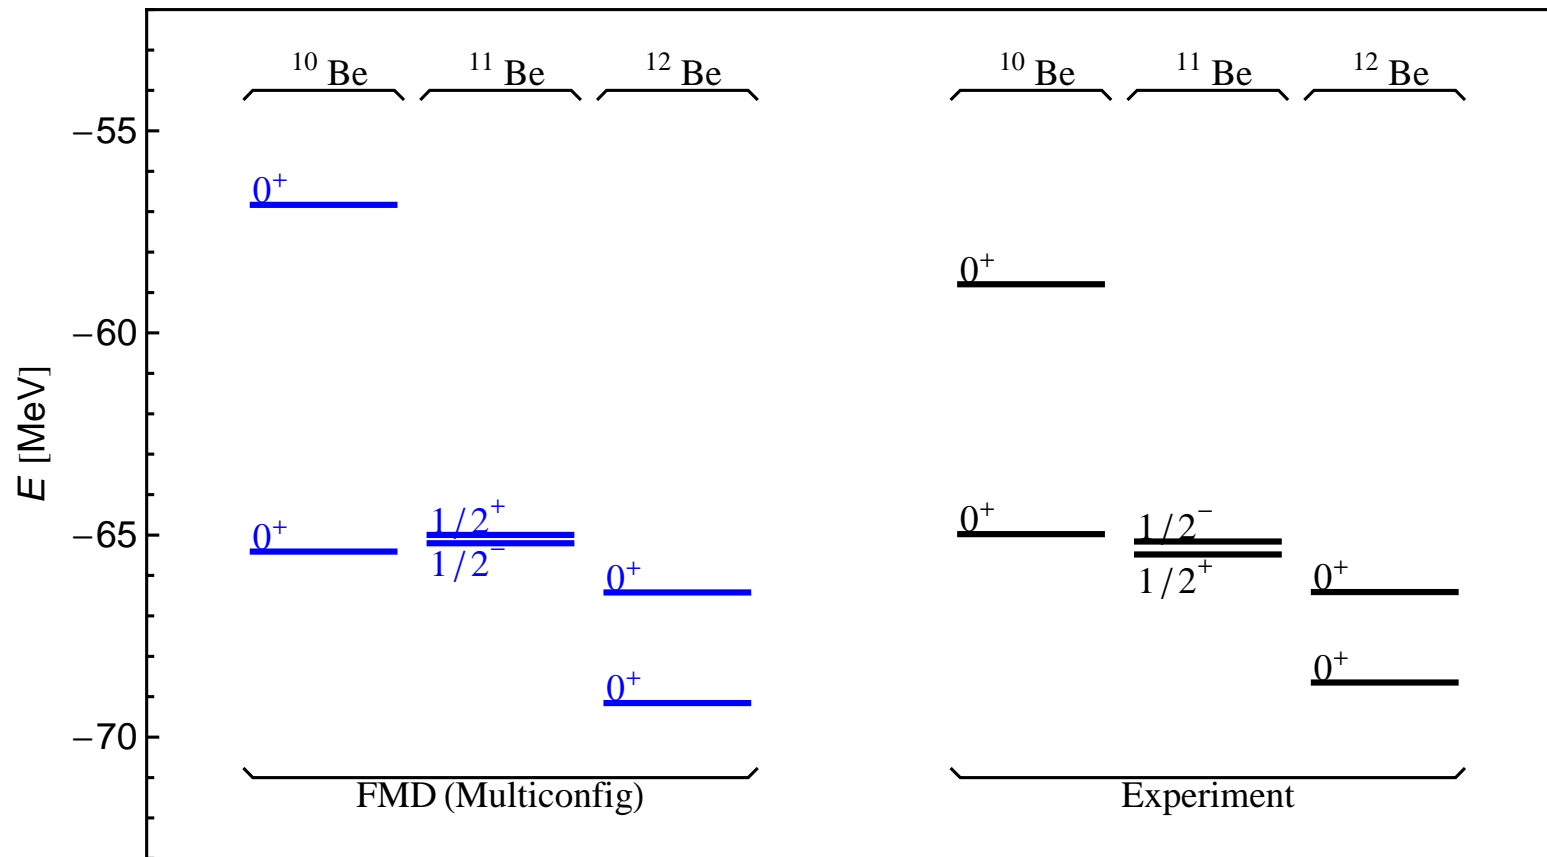 10 Be 11 Be 12 Be 10 Be 11 Be 12 Be
−55
0+
0+
−60
E [MeV]
0+ 1/2+ 0+ 1/2−
−65
1/2− 1/2+
0+ 0+
0+ 0+
−70
FMD (Multiconfig) Experiment